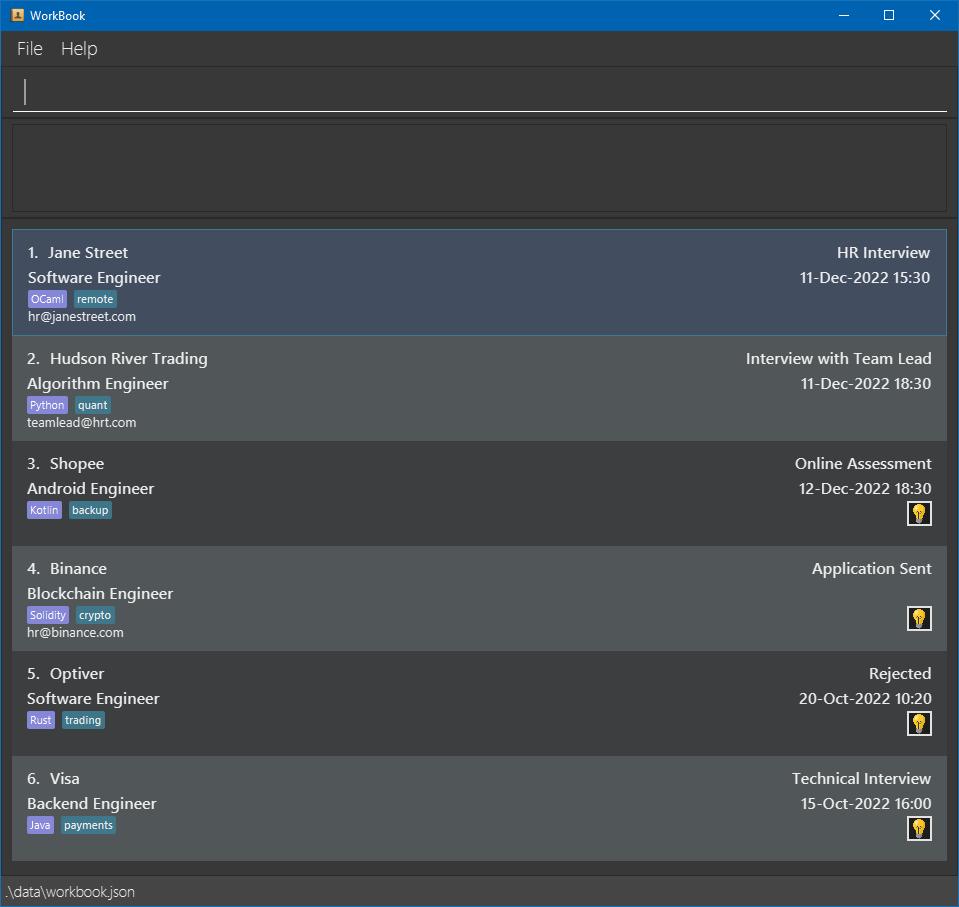 WorkBook
File Help
1. Jane Street HR Interview
Software Engineer 11-Dec-2022 15:30
OCaml remote
hr@janestreet.com
2. Hudson River Trading Interview with Team Lead
Algorithm Engineer 11-Dec-2022 18:30
Python quant
teamlead@hrt.com
3. Shopee Online Assessment
Android Engineer 12-Dec-2022 18:30
Kotlin backup
4. Binance Application Sent
Blockchain Engineer
Solidity crypto
hr@binance.com
5. Optiver Rejected
Software Engineer 20-Oct-2022 10:20
Rust trading
6. Visa Technical Interview
Backend Engineer 15-Oct-2022 16:00
Java payments
.\data\workbook.json